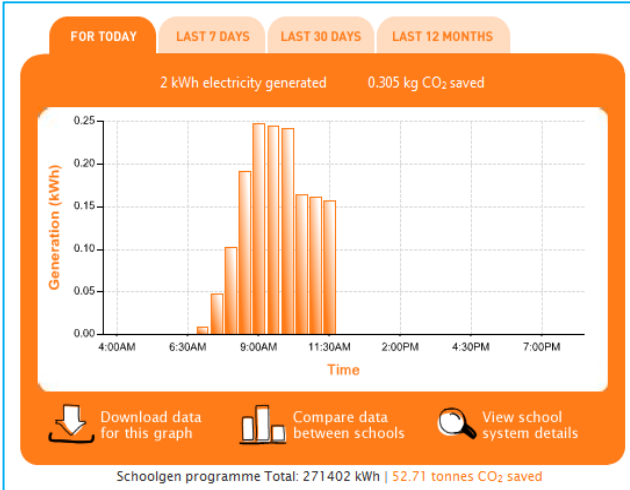 FOR TODAY LAST 7 DAYS LAST 30 DAYS LAST 12 MONTHS
2 kWh electricity generated 0.305 kg CO₂ saved
Generation (kWh)
0.25
0.20
0.15
0.10
0.05
0.00
4:00AM 6:30AM 9:00AM 11:30AM 2:00PM 4:30PM 7:00PM
Time
Download data
for this graph
Compare data
between schools
View school
system details
Schoolgen programme Total: 271402 kWh | 52.71 tonnes CO₂ saved